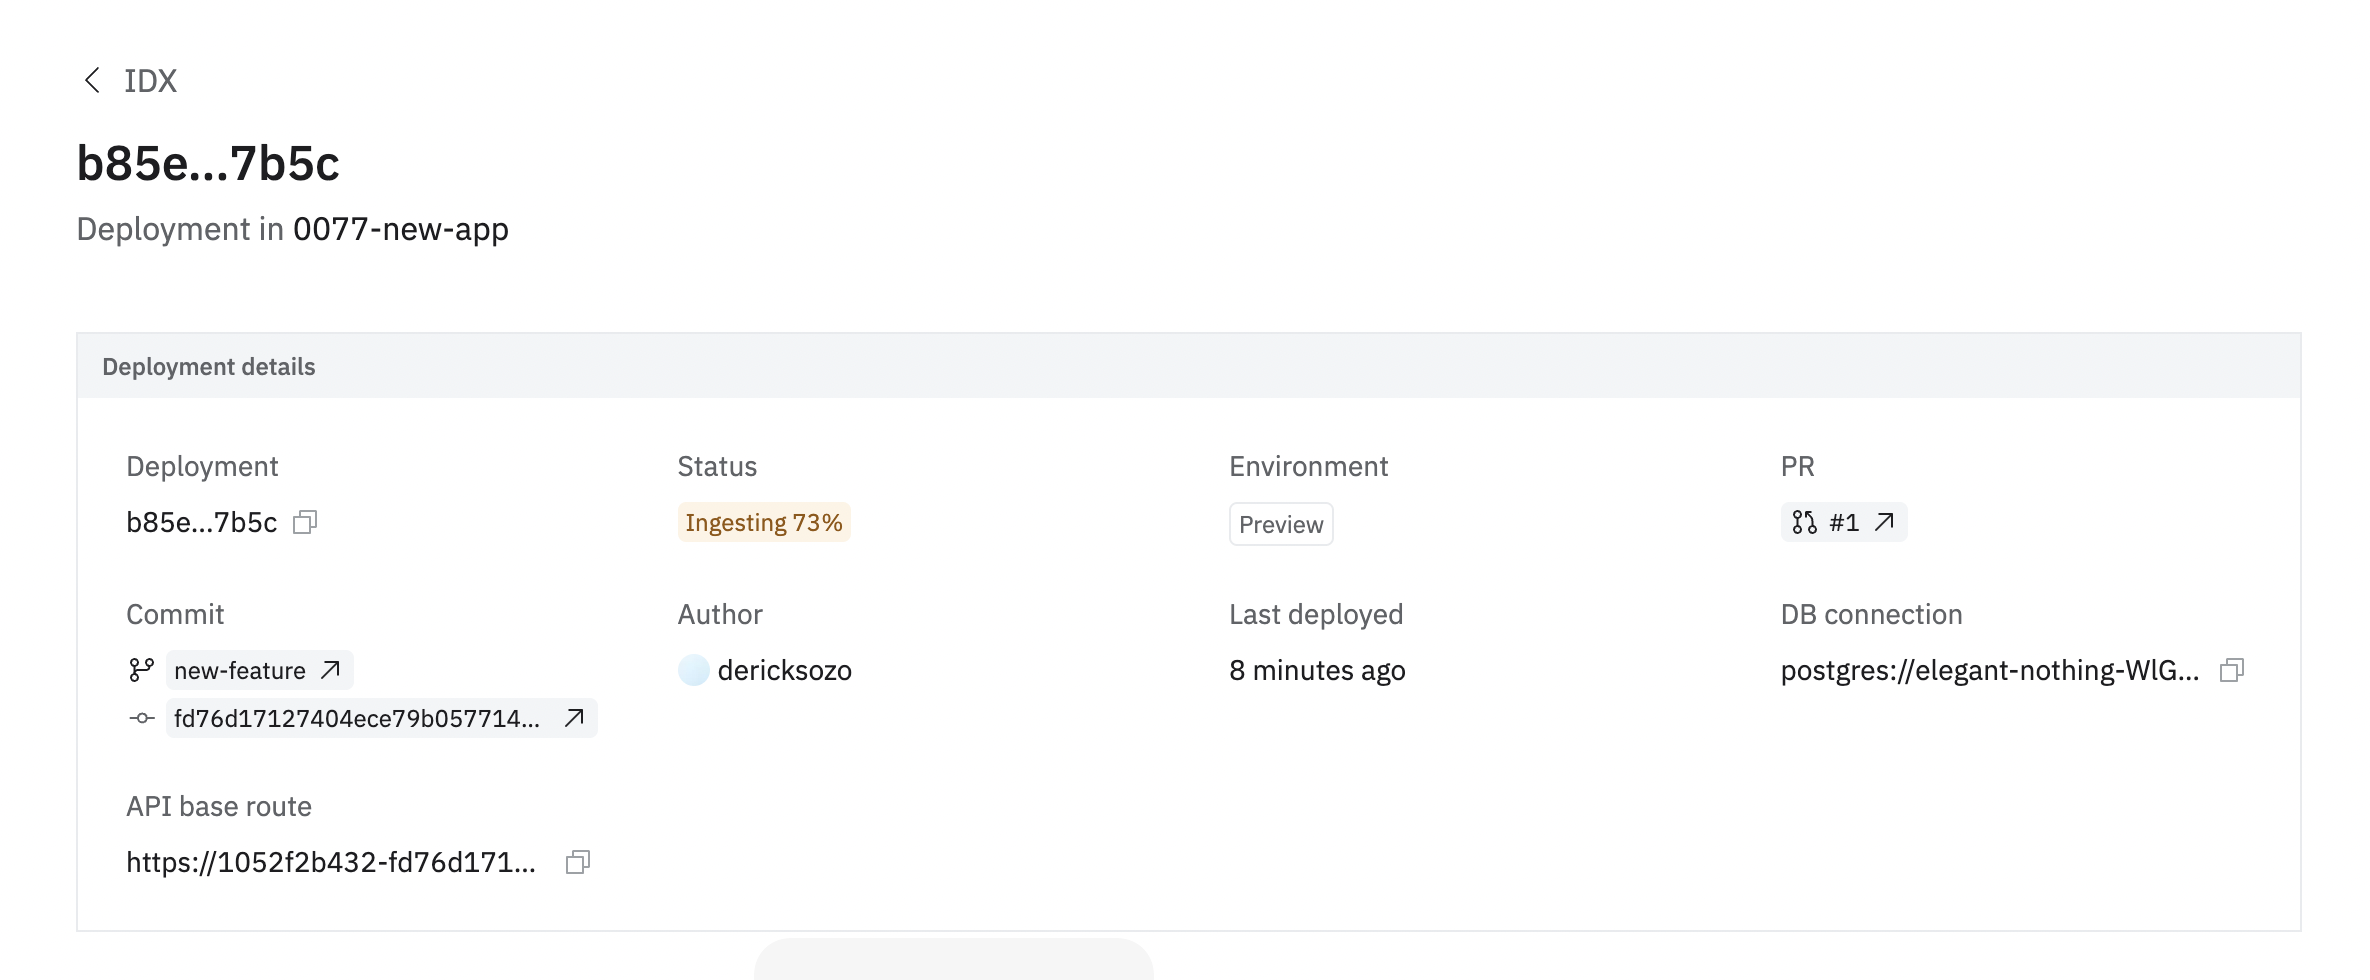 IDX
b85e...7b5c
Deployment in 0077-new-app
Deployment details
Deployment
b85e...7b5c
Status
Ingesting 73%
Environment
Preview
PR
#1
Commit
new-feature
fd76d17127404ece79b057714...
Author
dericksozo
Last deployed
8 minutes ago
DB connection
postgres://elegant-nothing-WlG...
API base route
https://1052f2b432-fd76d171...